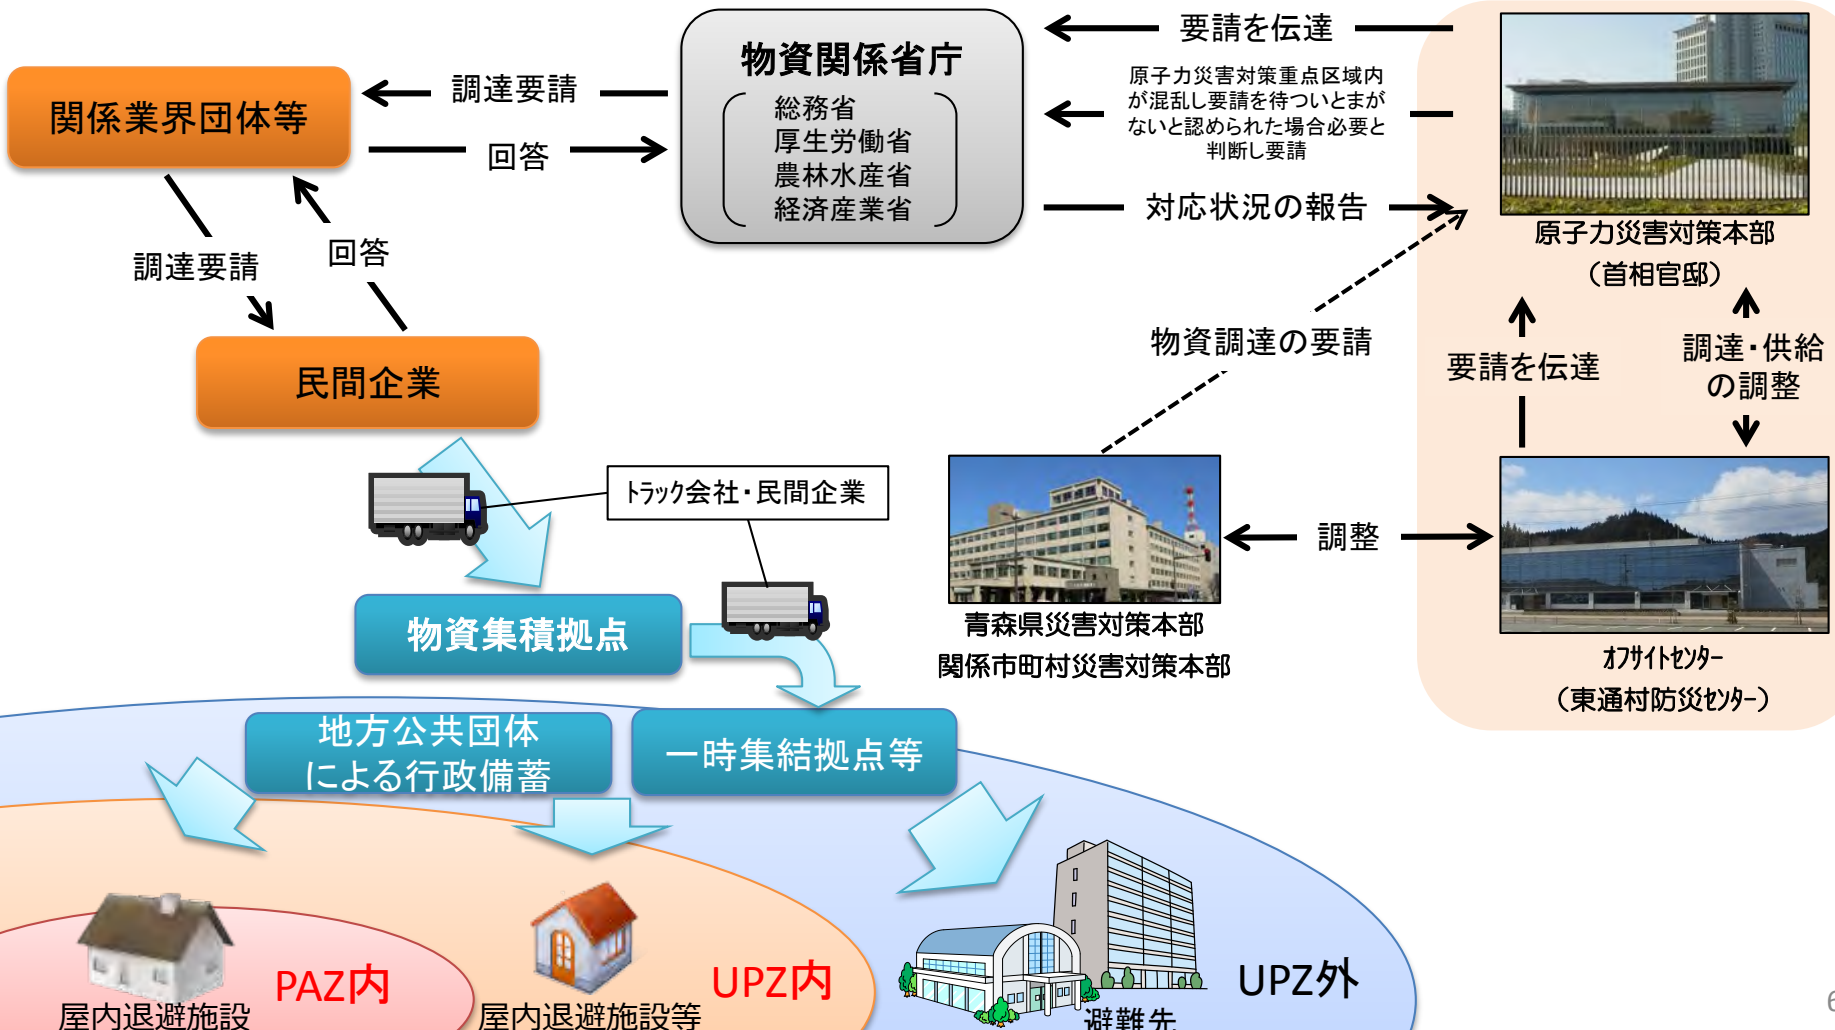 要請を伝達
物資関係省庁
総務省
厚生労働省
農林水産省
経済産業省
調達要請
関係業界団体等
回答
原子力災害対策重点区域内
が混乱し要請を待ついとまが
ないと認められた場合必要と
判断し要請
対応状況の報告
原子力災害対策本部
（首相官邸）
調達要請
回答
民間企業
物資調達の要請
要請を伝達
調達・供給
の調整
トラック会社・民間企業
調整
青森県災害対策本部
関係市町村災害対策本部
オフサイトセンター
（東通村防災センター）
物資集積拠点
地方公共団体
による行政備蓄
一時集結拠点等
PAZ内
屋内退避施設
UPZ内
屋内退避施設等
UPZ外
避難先